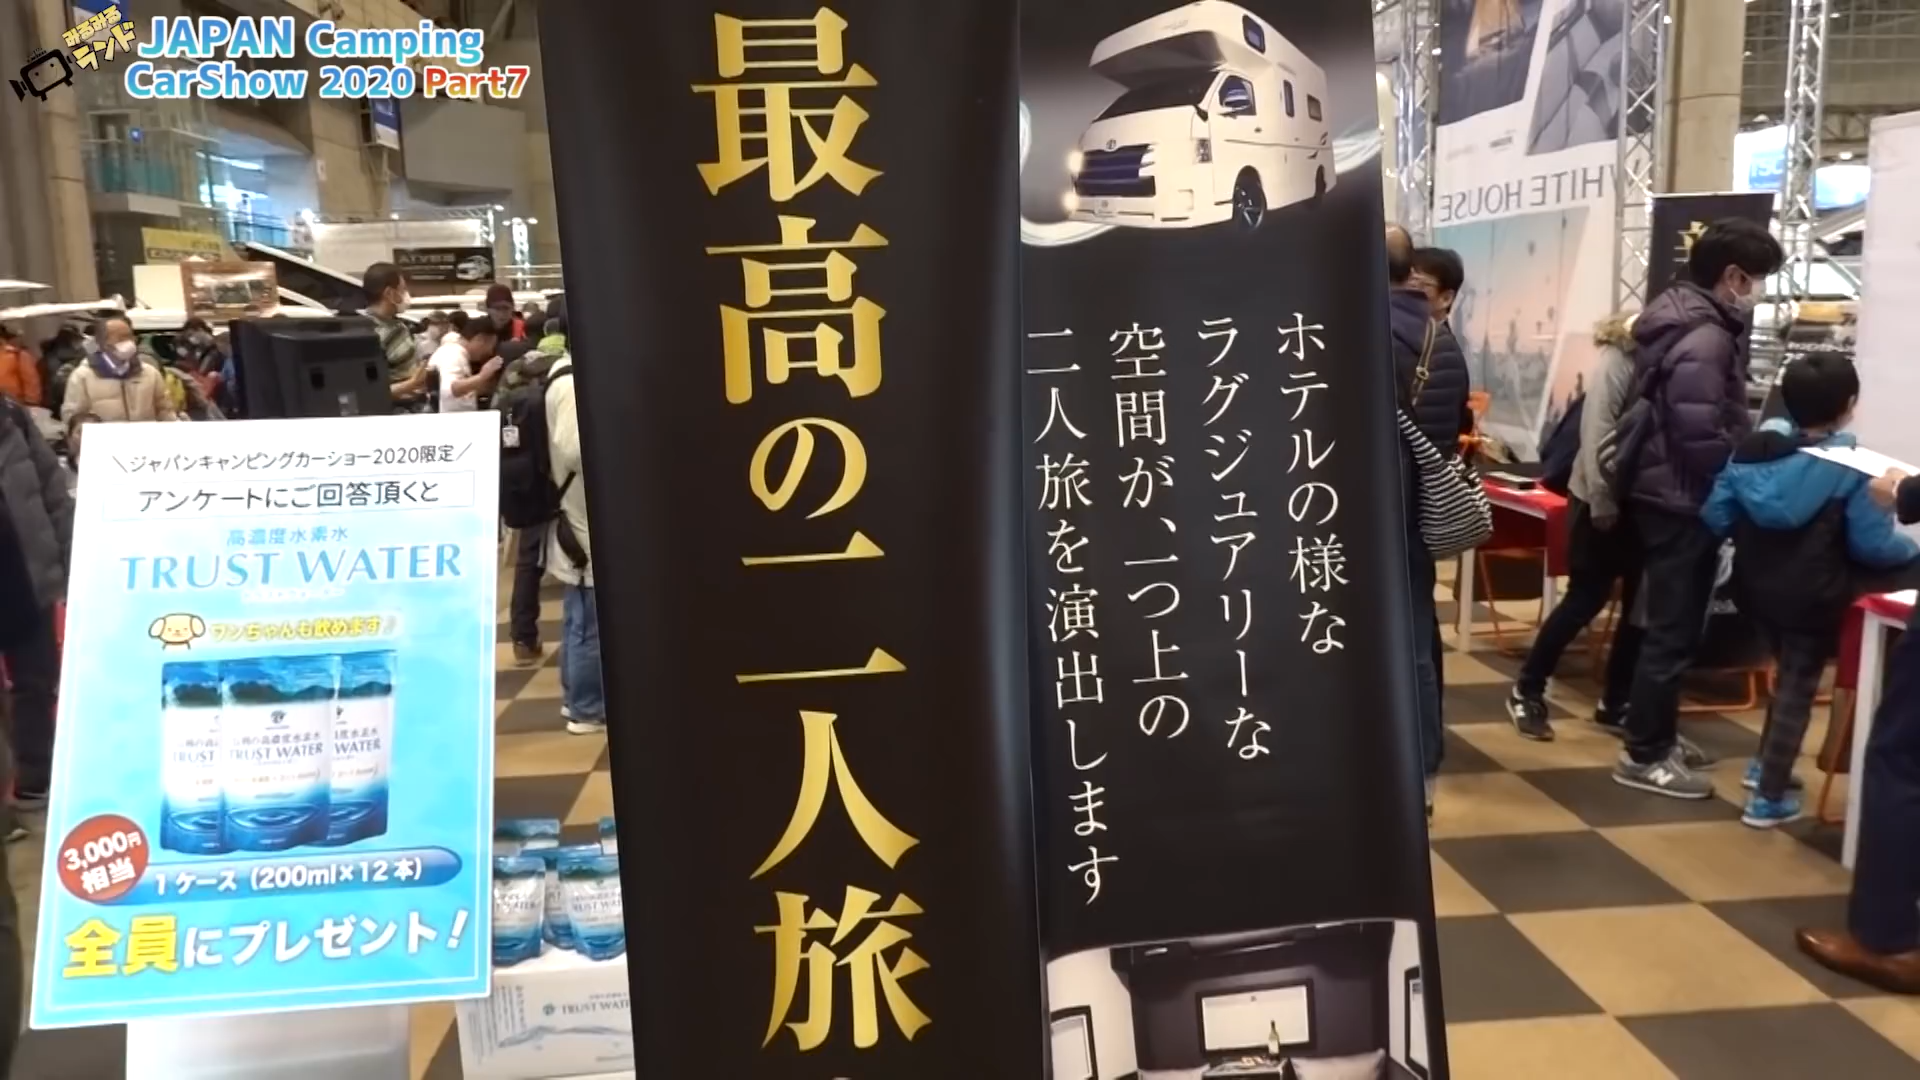 みるみる
ランド
JAPAN Camping
CarShow 2020 Part7
最高の二人旅
ホテルの様な
ラグジュアリーな
空間が、一つ上の
二人旅を演出します
WHITE HOUSE
\ジャパンキャンピングカーショー2020限定/
アンケートにご回答頂くと
高濃度水素水
TRUST WATER
ワンちゃんも飲めます♪
TRUST WATER
3,000円
相当
1ケース(200ml×12本)
全員にプレゼント!
TRUST WATER